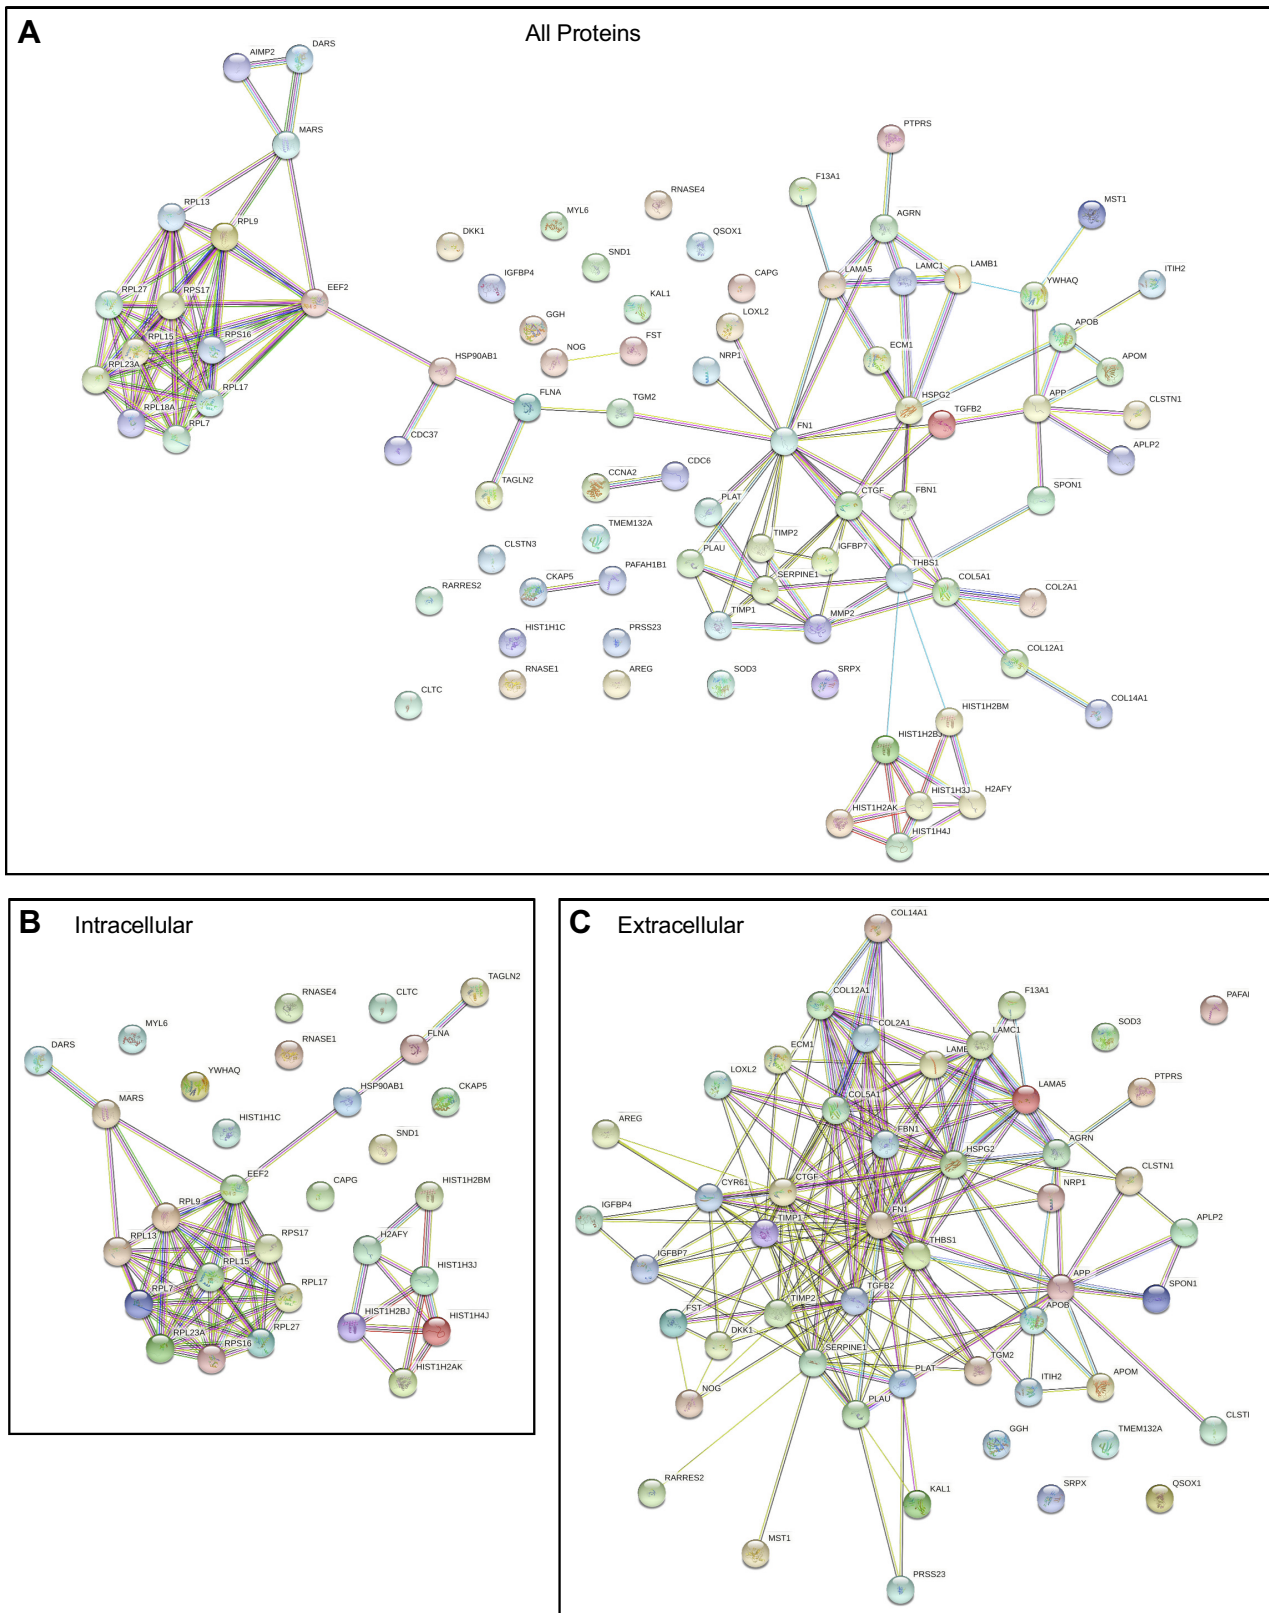 A
All Proteins
AIMP2
DARS
MARS
PTPRS
F13A1
RNASE4
MST1
RPL13
RPL9
DKK1
MYL6
QSOX1
AGRN
SND1
CAPG
LAMA5
LAMC1
LAMB1
YWHAQ
ITIH2
RPL27
RPS17
EEF2
IGFBP4
KAL1
LOXL2
APOB
RPL15
RPS16
GGH
NOG
FST
NRP1
ECM1
APOM
RPL23A
RPL17
HSP90AB1
HSPG2
APP
CLSTN1
RPL18A
RPL7
FLNA
TGM2
FN1
TGFB2
APLP2
CDC37
CCNA2
CDC6
TAGLN2
PLAT
CTGF
FBN1
SPON1
TMEM132A
TIMP2
IGFBP7
CLSTN3
PLAU
THBS1
CKAP5
PAFAH1B1
SERPINE1
COL5A1
COL2A1
RARRES2
TIMP1
MMP2
HIST1H1C
PRSS23
COL12A1
RNASE1
AREG
SOD3
SRPX
CLTC
COL14A1
HIST1H2BM
HIST1H2BJ
HIST1H3J
H2AFY
HIST1H2AK
HIST1H4J
B
Intracellular
TAGLN2
RNASE4
CLTC
MYL6
FLNA
DARS
RNASE1
YWHAQ
HSP90AB1
CKAP5
MARS
HIST1H1C
SND1
EEF2
CAPG
HIST1H2BM
RPL9
RPS17
H2AFY
RPL13
RPL15
HIST1H3J
RPL7
RPL17
HIST1H2BJ
HIST1H4J
RPL23A
RPS16
RPL27
HIST1H2AK
C
Extracellular
COL14A1
COL12A1
F13A1
PAFAI
COL2A1
LAMC1
SOD3
ECM1
LAME
LOXL2
COL5A1
LAMA5
PTPRS
AREG
FBN1
HSPG2
AGRN
CYR61
CTGF
NRP1
CLSTN1
IGFBP4
TIMP1
FN1
APLP2
IGFBP7
THBS1
APP
SPON1
FST
DKK1
TIMP2
TGFB2
APOB
SERPINE1
PLAT
TGM2
NOG
PLAU
ITIH2
APOM
CLSTI
GGH
TMEM132A
RARRES2
KAL1
SRPX
QSOX1
MST1
PRSS23